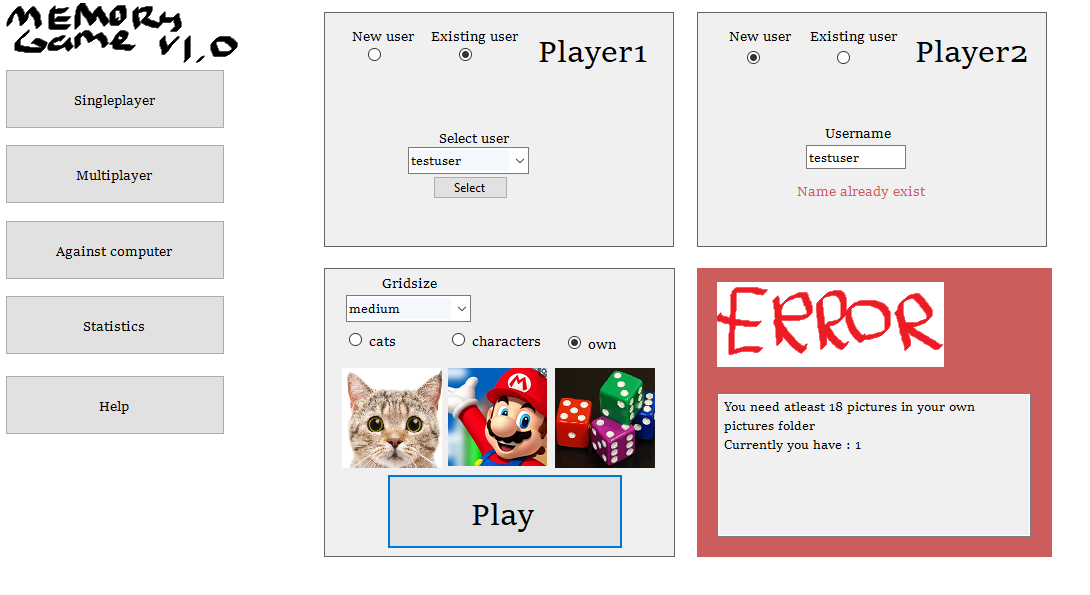 MEMORY
Game v1.0
Singleplayer
Multiplayer
Against computer
Statistics
Help
New user
Existing user
Player1
Select user
testuser
Select
New user
Existing user
Player2
Username
testuser
Name already exist
Gridsize
medium
cats
characters
own
M
Play
ERROR
You need atleast 18 pictures in your own
pictures folder
Currently you have : 1